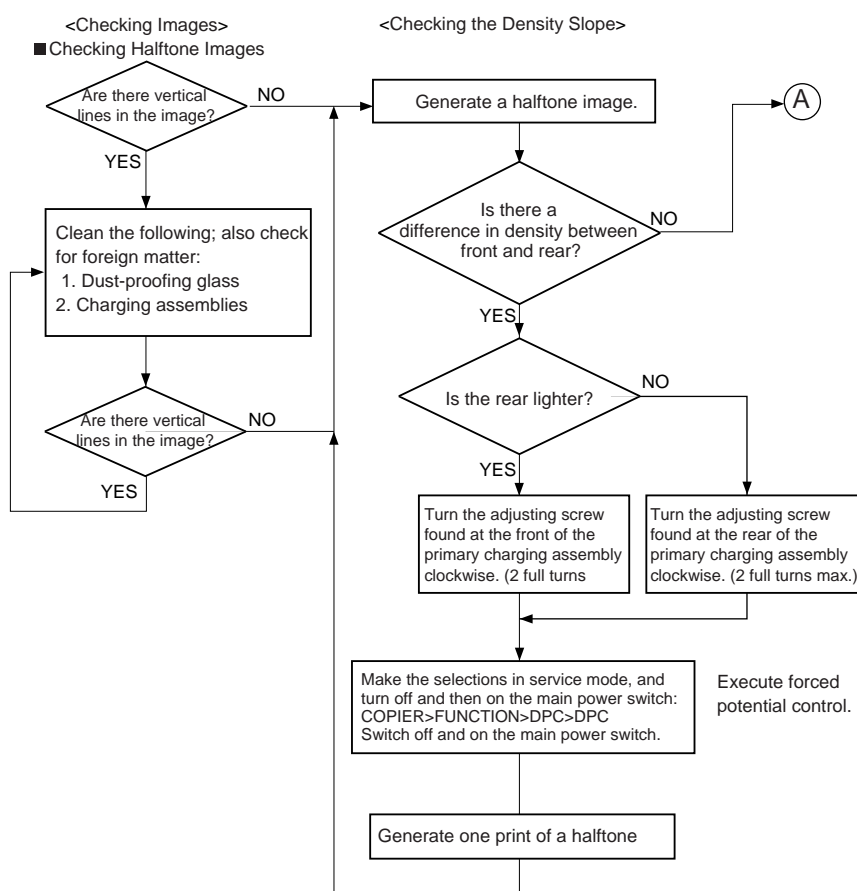 <Checking Images>
■Checking Halftone Images
Are there vertical
lines in the image?
NO
YES
Clean the following; also check
for foreign matter:
1. Dust-proofing glass
2. Charging assemblies
Are there vertical
lines in the image?
NO
YES
<Checking the Density Slope>
Generate a halftone image.
A
Is there a
difference in density between
front and rear?
NO
YES
Is the rear lighter?
NO
YES
Turn the adjusting screw
found at the front of the
primary charging assembly
clockwise. (2 full turns
Turn the adjusting screw
found at the rear of the
primary charging assembly
clockwise. (2 full turns max.)
Make the selections in service mode, and
turn off and then on the main power switch:
COPIER>FUNCTION>DPC>DPC
Switch off and on the main power switch.
Execute forced
potential control.
Generate one print of a halftone